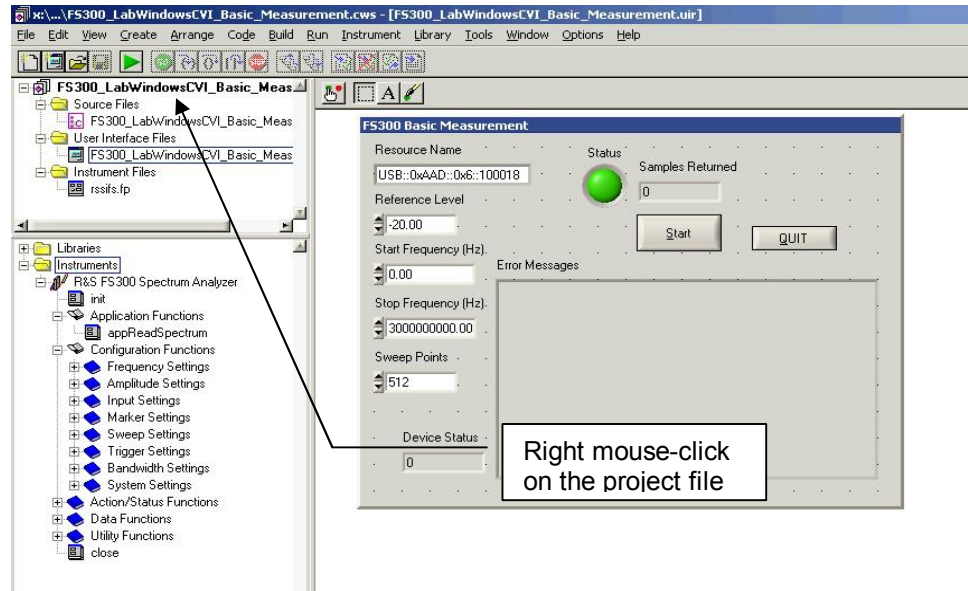 x:\...\FS300_LabWindowsCVI_Basic_Measurement.cws - [FS300_LabWindowsCVI_Basic_Measurement.uir]
File Edit View Create Arrange Code Build Run Instrument Library Tools Window Options Help
FS300_LabWindowsCVI_Basic_Meas
Source Files
FS300_LabWindowsCVI_Basic_Meas
User Interface Files
FS300_LabWindowsCVI_Basic_Meas
Instrument Files
rssifs.fp
Libraries
Instruments
R&S FS300 Spectrum Analyzer
init
Application Functions
appReadSpectrum
Configuration Functions
Frequency Settings
Amplitude Settings
Input Settings
Marker Settings
Sweep Settings
Trigger Settings
Bandwidth Settings
System Settings
Action/Status Functions
Data Functions
Utility Functions
close
A
FS300 Basic Measurement
Resource Name
USB::0xAAD::0x6::100018
Status
Samples Returned
0
Reference Level
-20.00
Start
QUIT
Start Frequency (Hz)
0.00
Error Messages
Stop Frequency (Hz)
3000000000.00
Sweep Points
512
Device Status
0
Right mouse-click
on the project file